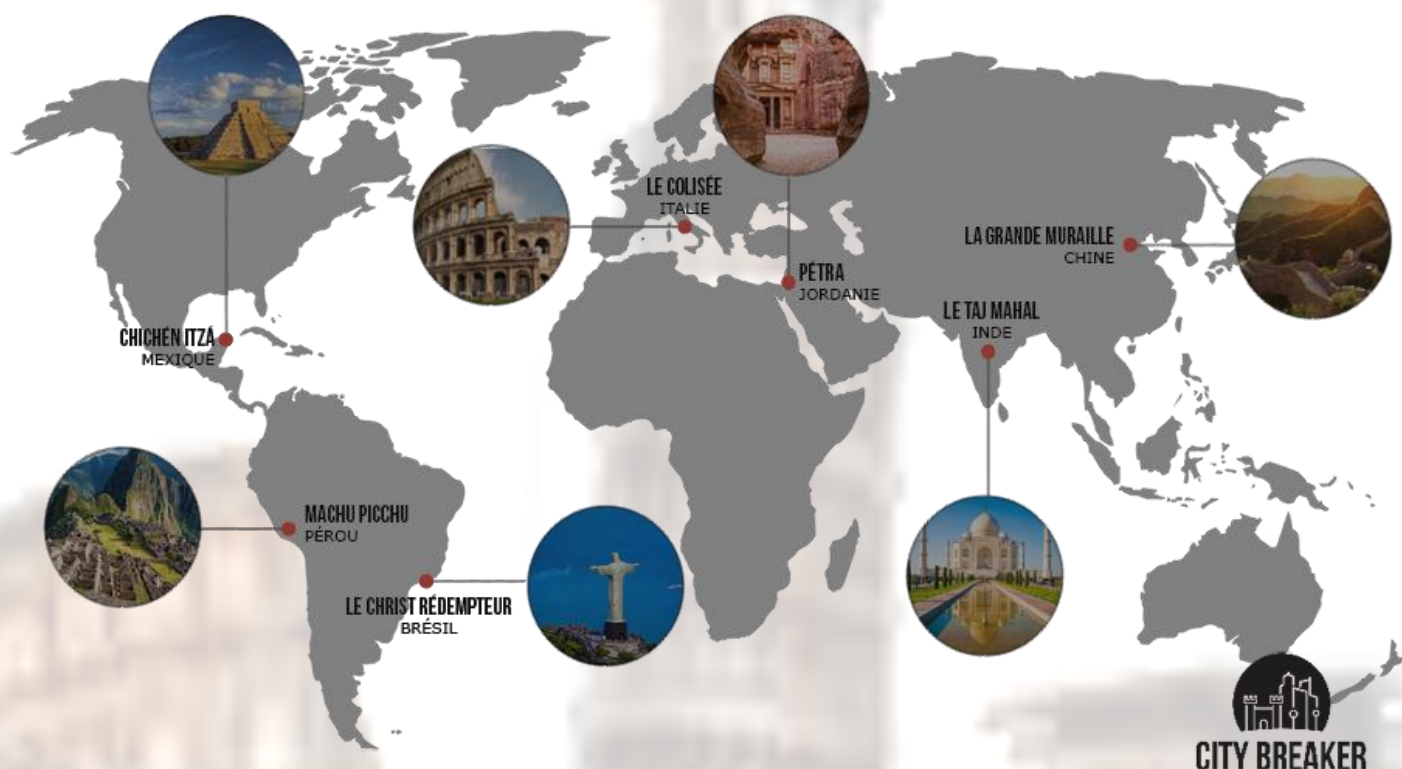 LE COLISÉE
ITALIE
LA GRANDE MURAILLE
CHINE
PÉTRA
JORDANIE
LE TAJ MAHAL
INDE
CHICHÉN ITZÁ
MEXIQUE
MACHU PICCHU
PÉROU
LE CHRIST RÉDEMPTEUR
BRÉSIL
CITY BREAKER